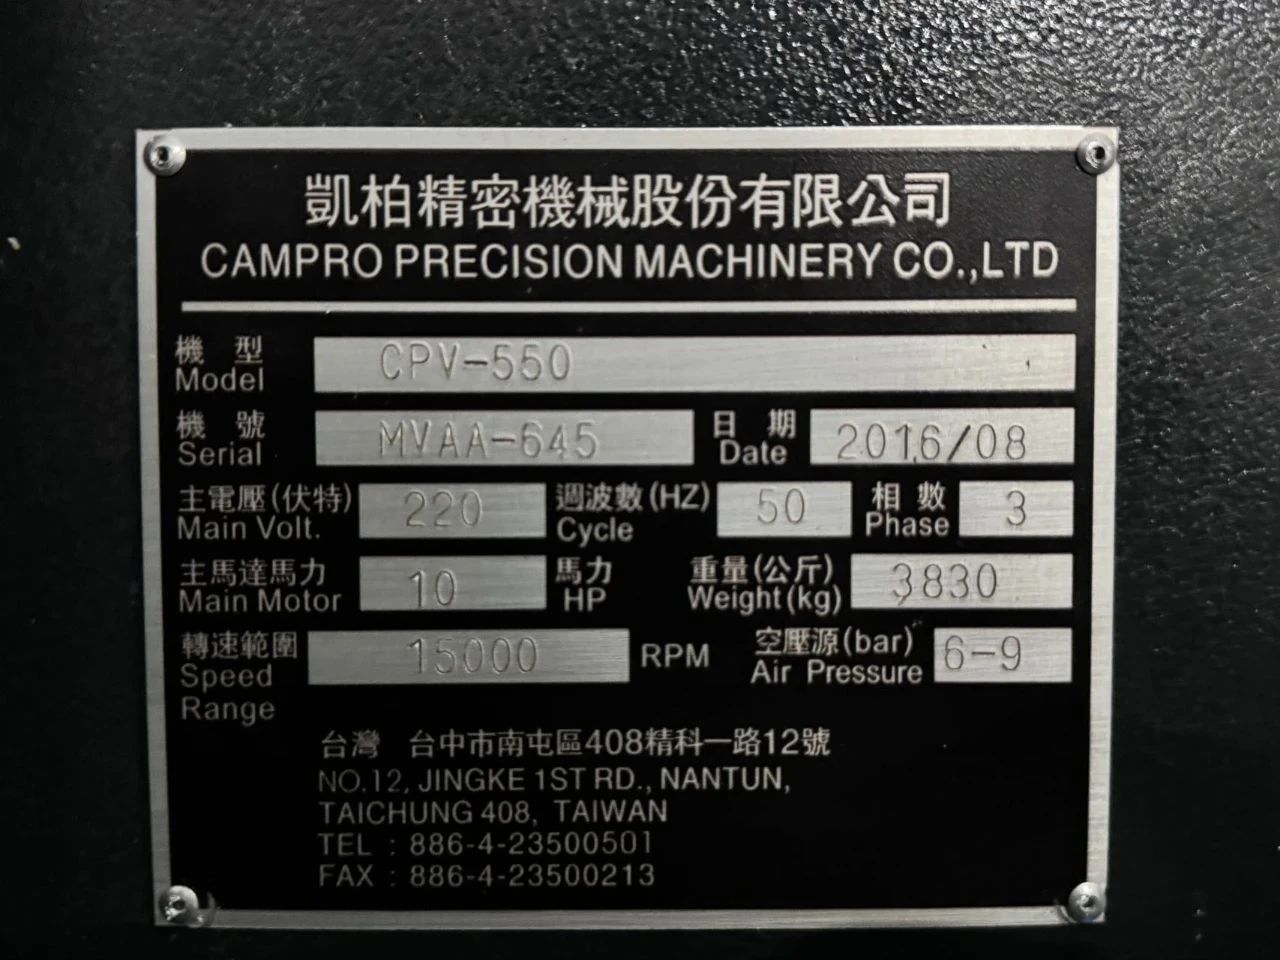 凱柏精密機械股份有限公司
CAMPRO PRECISION MACHINERY CO.,LTD
機 型 CPV-550
Model
機 號 MVAA-645 日 期 2016/08
Serial Date
主電壓(伏特) 220 週波數(HZ) 50 相 數 3
Main Volt. Cycle Phase
主馬達馬力 10 馬力 重量(公斤) 3830
Main Motor HP Weight(kg)
轉速範圍 15000 RPM 空壓源(bar) 6-9
Speed Air Pressure
Range
台灣 台中市南屯區408精科一路12號
NO.12, JINGKE 1ST RD., NANTUN,
TAICHUNG 408, TAIWAN
TEL : 886-4-23500501
FAX : 886-4-23500213